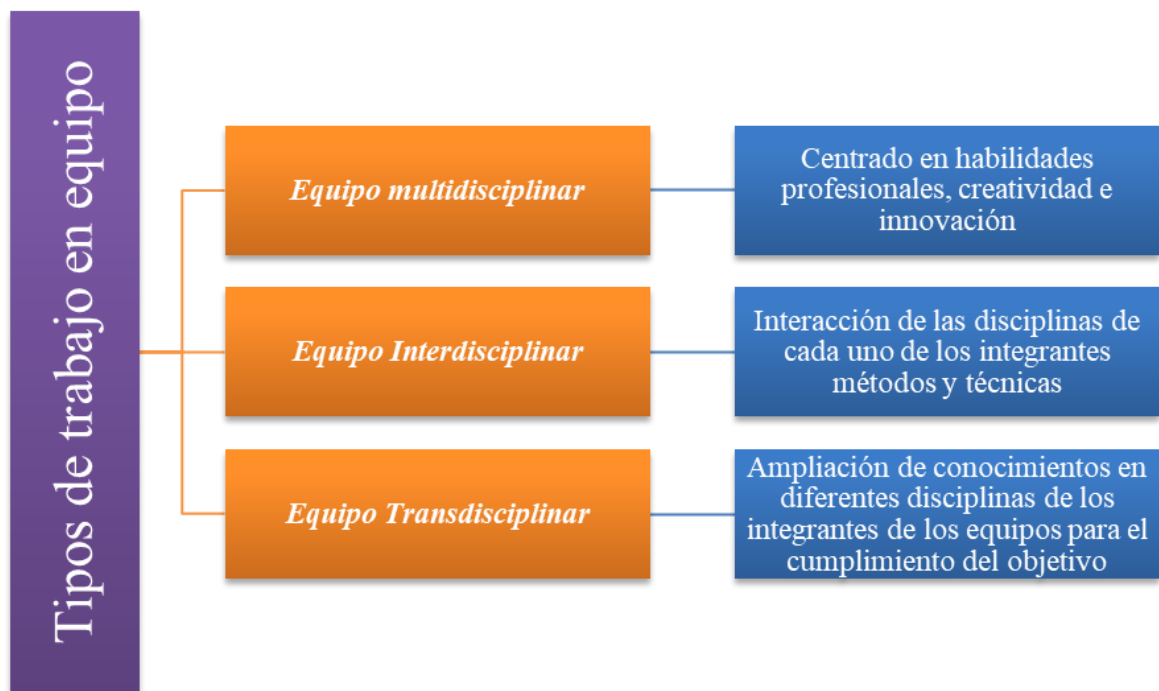 Tipos de trabajo en equipo
Equipo multidisciplinar
Centrado en habilidades
profesionales, creatividad e
innovación
Equipo Interdisciplinar
Interacción de las disciplinas de
cada uno de los integrantes
métodos y técnicas
Equipo Transdisciplinar
Ampliación de conocimientos en
diferentes disciplinas de los
integrantes de los equipos para el
cumplimiento del objetivo